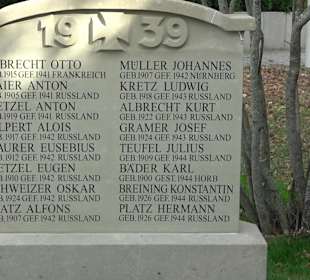 19 39
BRECHT OTTO
1915 GEF. 1941 FRANKREICH
AIER ANTON
1905 GEF. 1941 RUSSLAND
ETZEL ANTON
1919 GEF. 1941 RUSSLAND
LPERT ALOIS
1917 GEF. 1942 RUSSLAND
AURER EUSEBIUS
1912 GEF. 1942 RUSSLAND
ETZEL EUGEN
1910 GEF. 1942 RUSSLAND
CHWEIZER OSKAR
1924 GEF. 1942 RUSSLAND
ATZ ALFONS
1907 GEF. 1942 RUSSLAND
MÜLLER JOHANNES
GEB. 1907 GEF. 1942 NÜRNBERG
KRETZ LUDWIG
GEB. 1918 GEF. 1943 RUSSLAND
ALBRECHT KURT
GEB. 1922 GEF. 1943 RUSSLAND
GRAMER JOSEF
GEB. 1924 GEF. 1943 RUSSLAND
TEUFEL JULIUS
GEB. 1909 GEF. 1944 RUSSLAND
BÄDER KARL
GEB. 1900 GEST. 1944 HORB
BREINING KONSTANTIN
GEB. 1926 GEF. 1944 RUSSLAND
PLATZ HERMANN
GEB. 1926 GEF. 1944 RUSSLAND